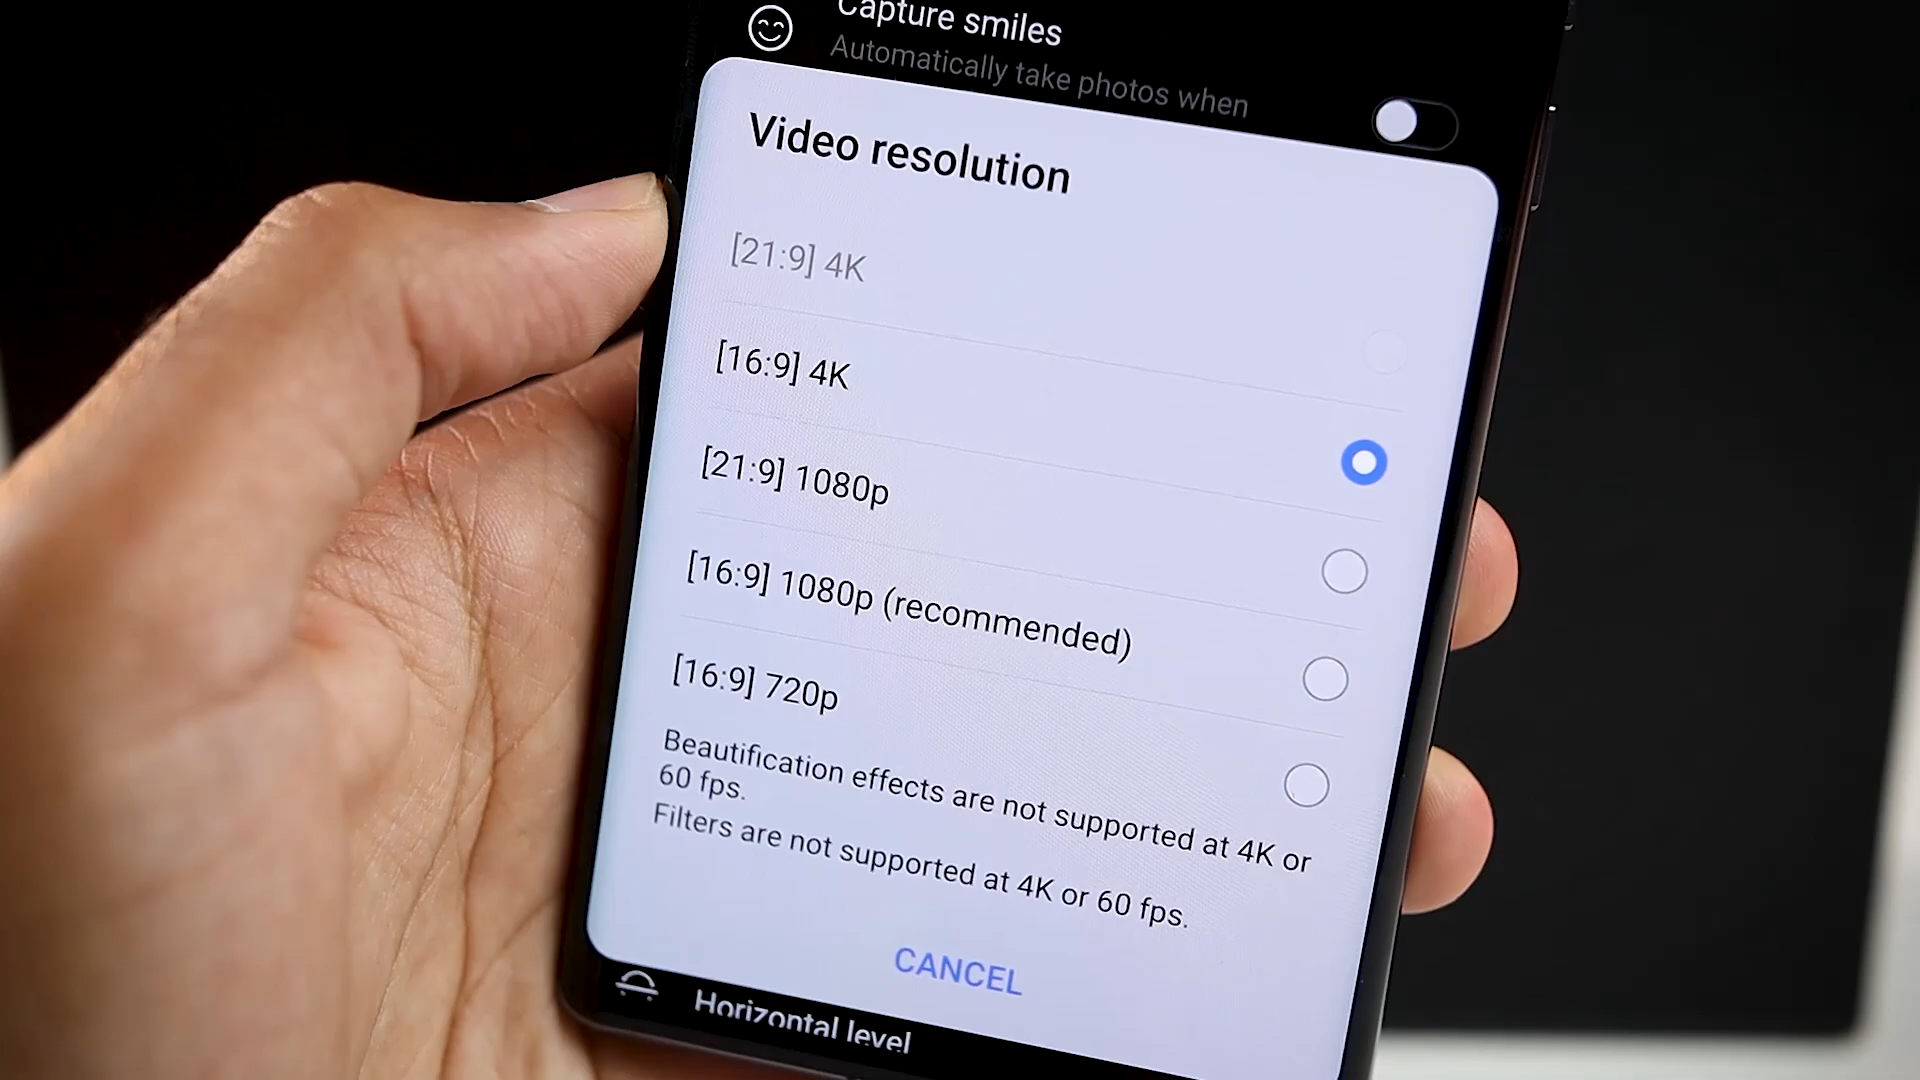 Capture smiles
Automatically take photos when
Video resolution
[21:9] 4K
[16:9] 4K
[21:9] 1080p
[16:9] 1080p (recommended)
[16:9] 720p
Beautification effects are not supported at 4K or
60 fps.
Filters are not supported at 4K or 60 fps.
CANCEL
Horizontal level